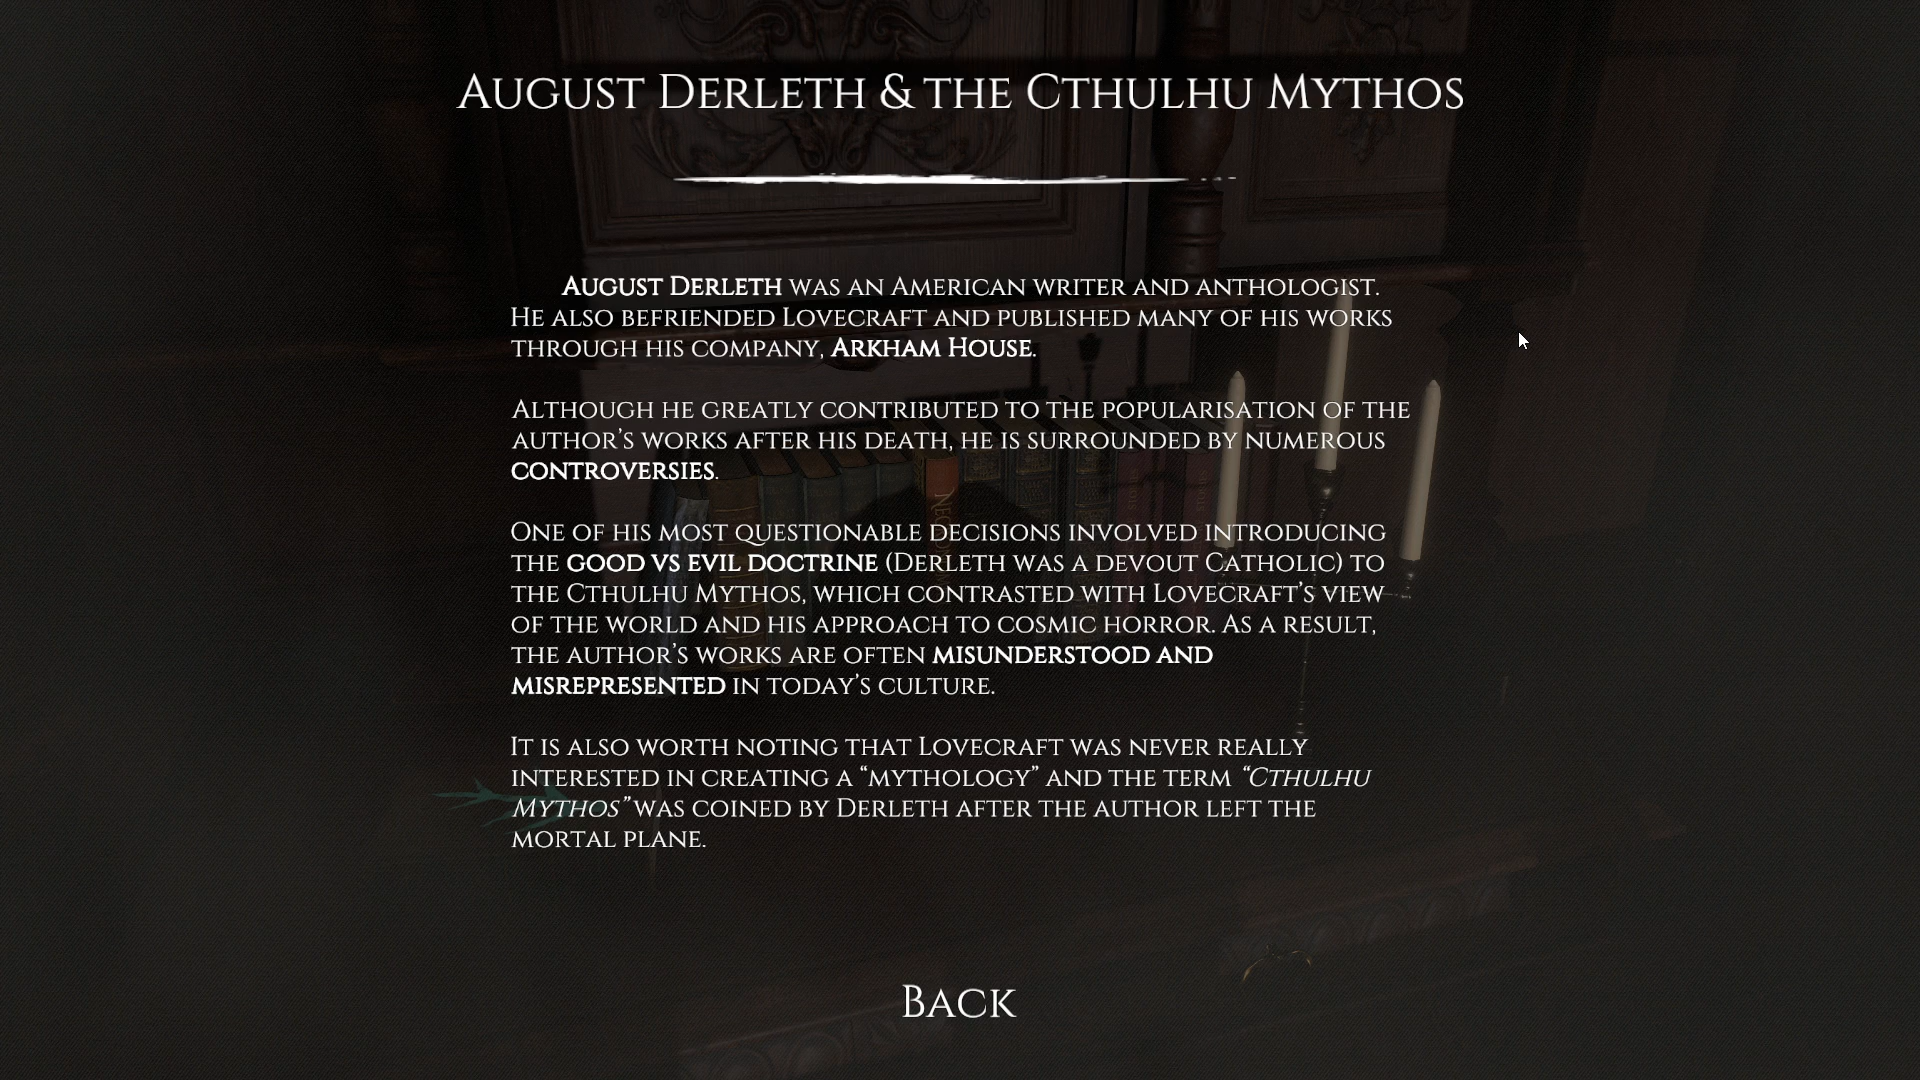 August Derleth & the Cthulhu Mythos
August Derleth was an American writer and anthologist.
He also befriended Lovecraft and published many of his works
through his company, Arkham House.
Although he greatly contributed to the popularisation of the
author's works after his death, he is surrounded by numerous
controversies.
One of his most questionable decisions involved introducing
the good vs evil doctrine (Derleth was a devout Catholic) to
the Cthulhu Mythos, which contrasted with Lovecraft's view
of the world and his approach to cosmic horror. As a result,
the author's works are often misunderstood and
misrepresented in today's culture.
It is also worth noting that Lovecraft was never really
interested in creating a “mythology” and the term “Cthulhu
Mythos” was coined by Derleth after the author left the
mortal plane.
Back